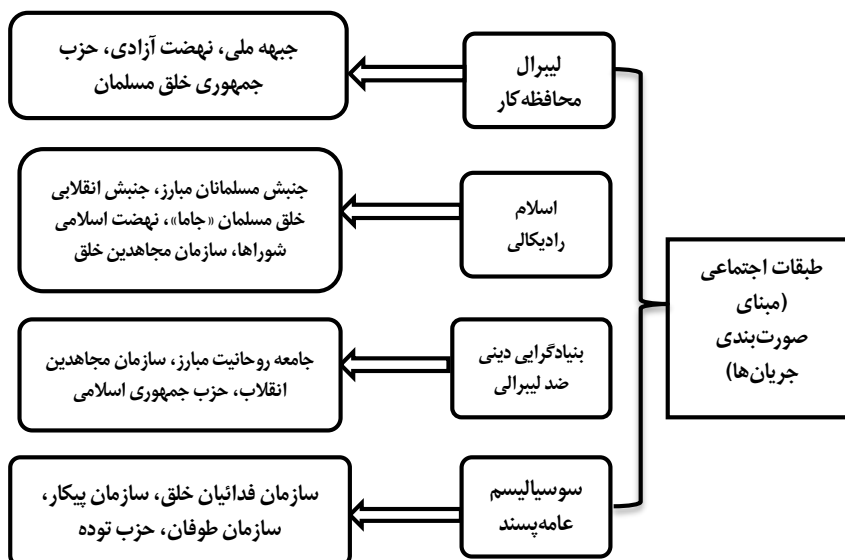 طبقات اجتماعی
(مبنای
صورت‌بندی
جریان‌ها)
لیبرال
محافظه‌کار
جبهه ملی، نهضت آزادی، حزب
جمهوری خلق مسلمان
اسلام
رادیکالی
جنبش مسلمانان مبارز، جنبش انقلابی
خلق مسلمان «جاما»، نهضت اسلامی
شوراها، سازمان مجاهدین خلق
بنیادگرایی دینی
ضد لیبرالی
جامعه روحانیت مبارز، سازمان مجاهدین
انقلاب، حزب جمهوری اسلامی
سوسیالیسم
عامه‌پسند
سازمان فدائیان خلق، سازمان پیکار،
سازمان طوفان، حزب توده